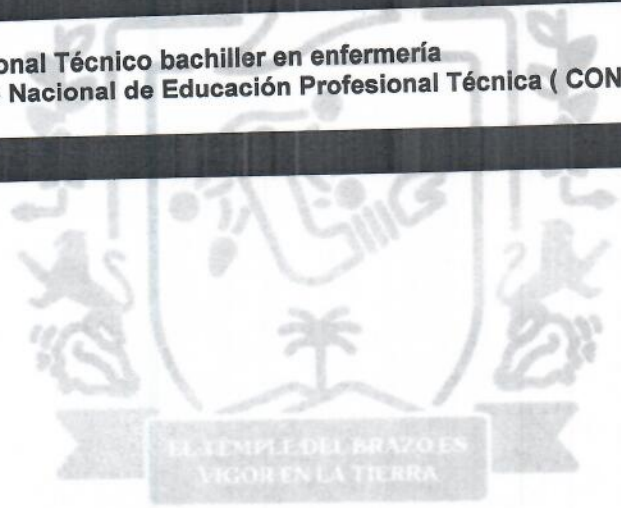 onal Técnico bachiller en enfermería
Nacional de Educación Profesional Técnica ( CON
EL TEMPLE DEL BRAZO ES
VIGOR EN LA TIERRA